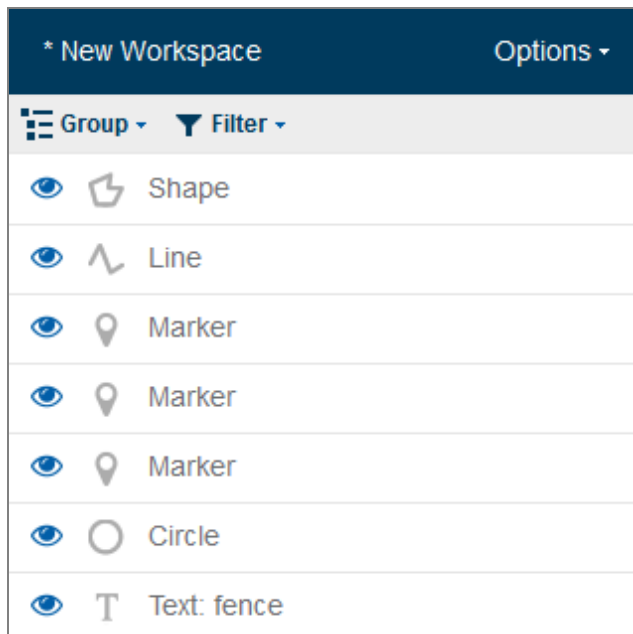 * New Workspace Options
Group Filter
Shape
Line
Marker
Marker
Marker
Circle
T Text: fence